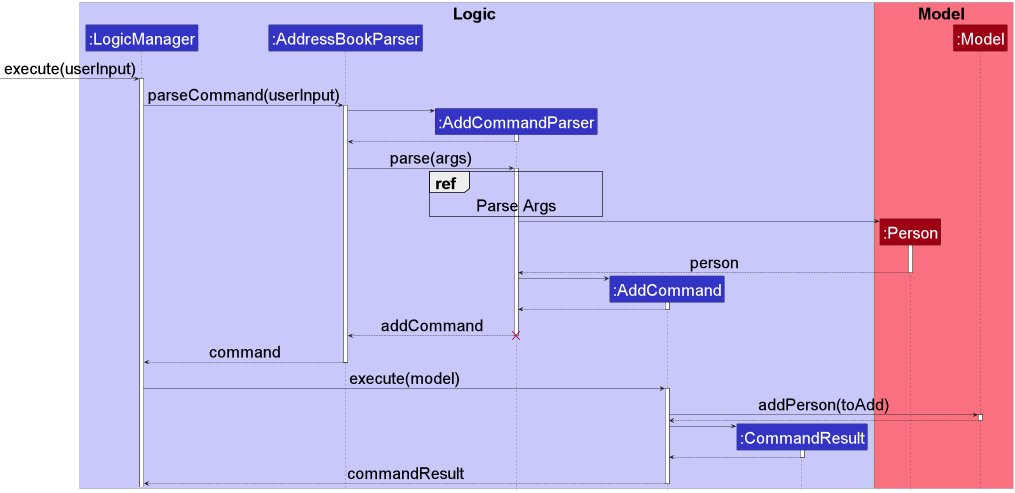 Logic
Model
:LogicManager
:AddressBookParser
:Model
execute(userInput)
parseCommand(userInput)
:AddCommandParser
parse(args)
ref
Parse Args
:Person
person
:AddCommand
addCommand
command
execute(model)
addPerson(toAdd)
:CommandResult
commandResult